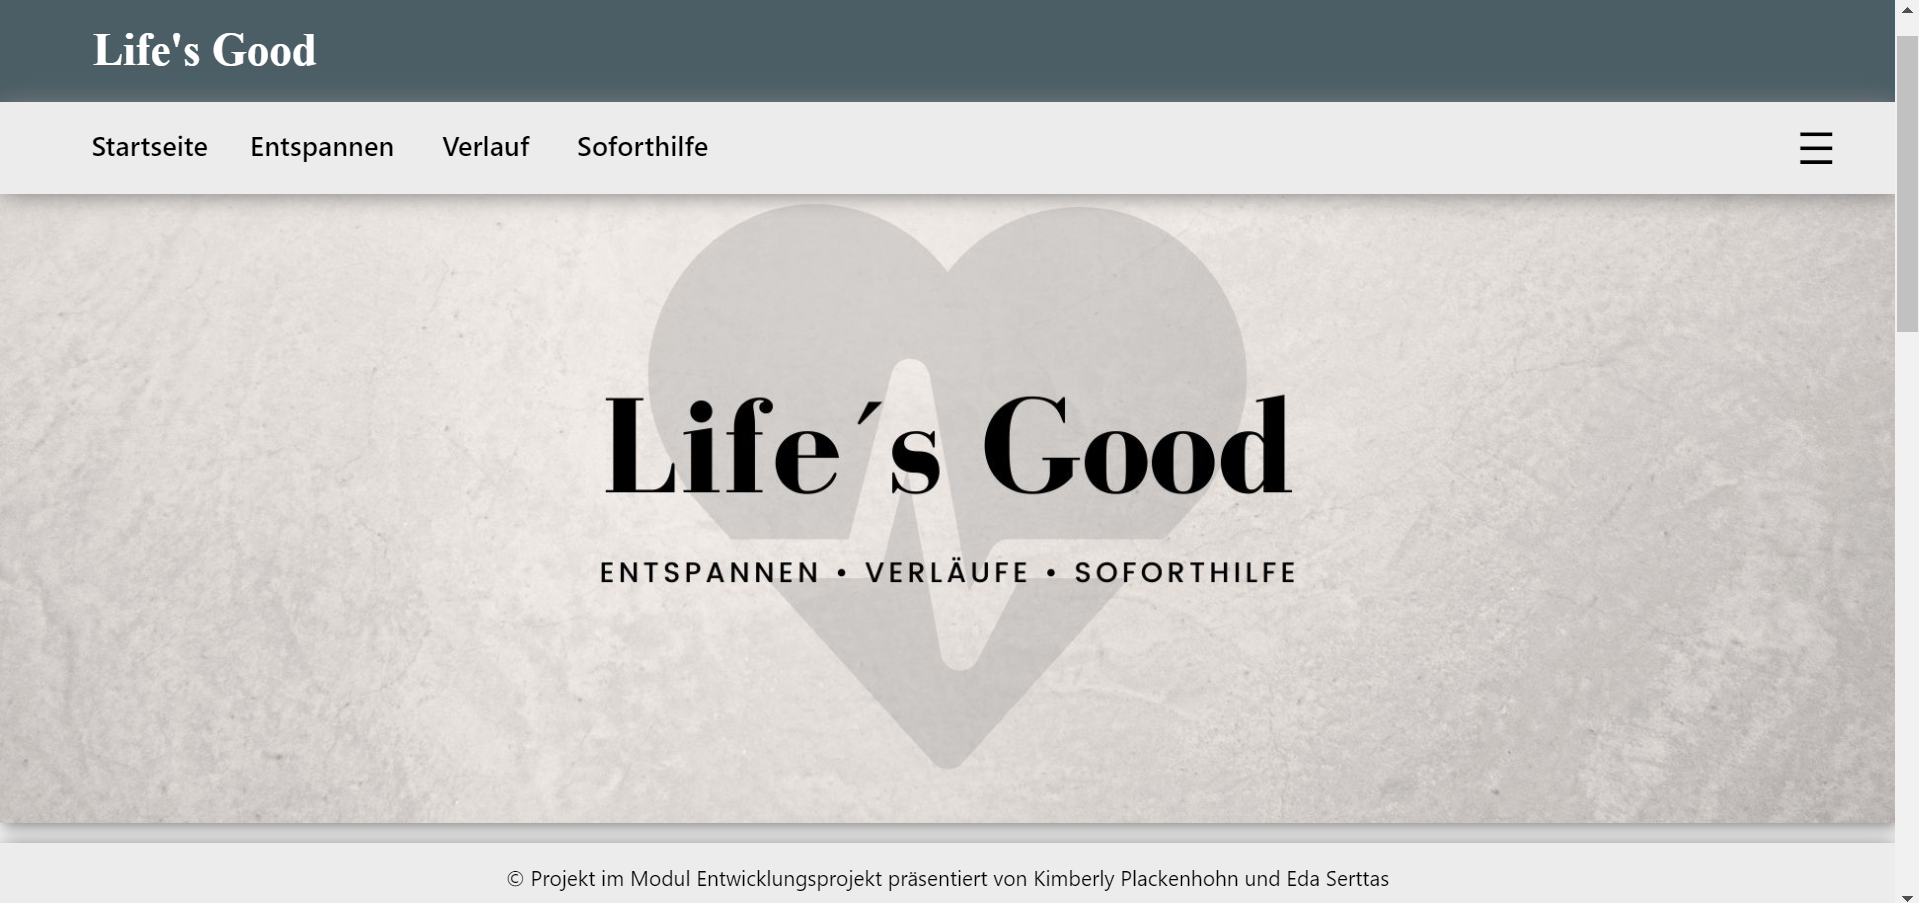 Life's Good
Startseite Entspannen Verlauf Soforthilfe
Life´s Good
ENTSPANNEN • VERLÄUFE • SOFORTHILFE
© Projekt im Modul Entwicklungsprojekt präsentiert von Kimberly Plackenhohn und Eda Serttas